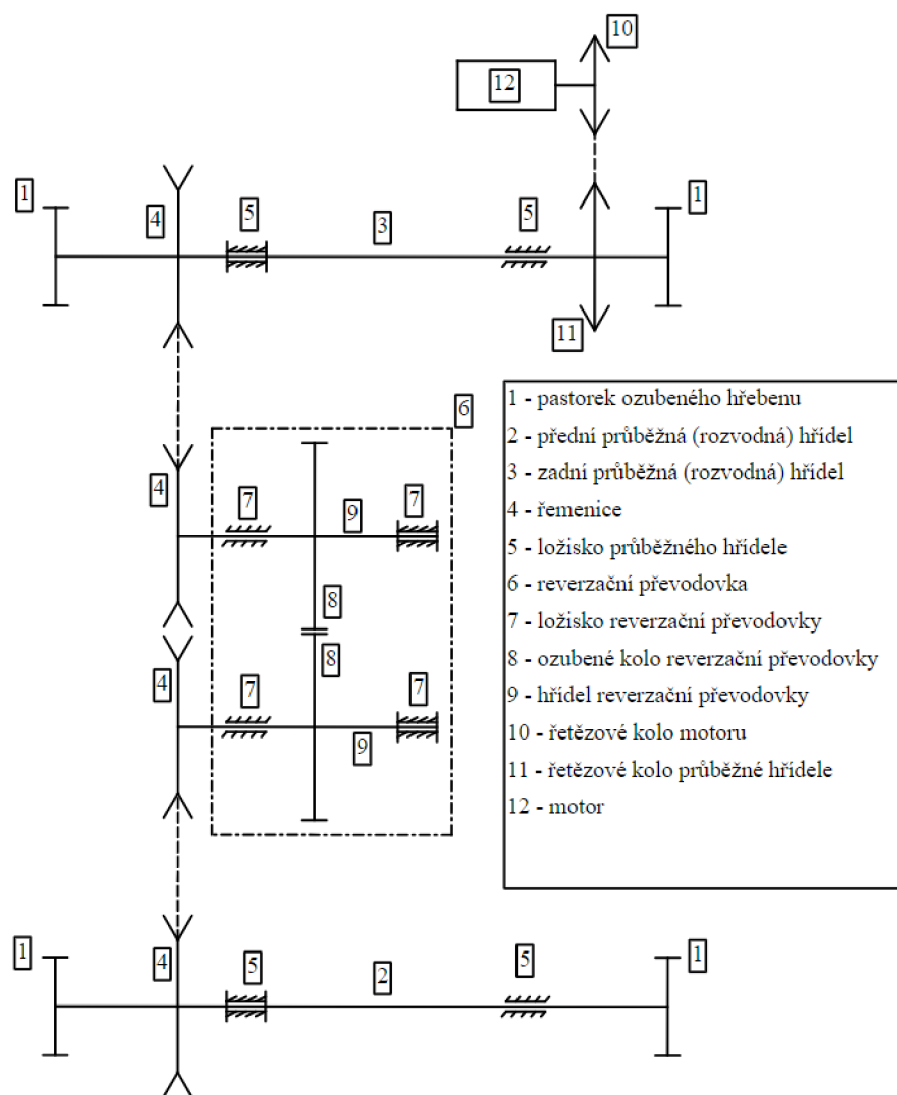 10
12
1
4
5
3
5
1
11
6
4
7
9
7
8
8
4
7
7
9
1
4
5
2
5
1
1 - pastorek ozubeného hřebenu
2 - přední průběžná (rozvodná) hřídel
3 - zadní průběžná (rozvodná) hřídel
4 - řemenice
5 - ložisko průběžného hřídele
6 - reverzační převodovka
7 - ložisko reverzační převodovky
8 - ozubené kolo reverzační převodovky
9 - hřídel reverzační převodovky
10 - řetězové kolo motoru
11 - řetězové kolo průběžné hřídele
12 - motor